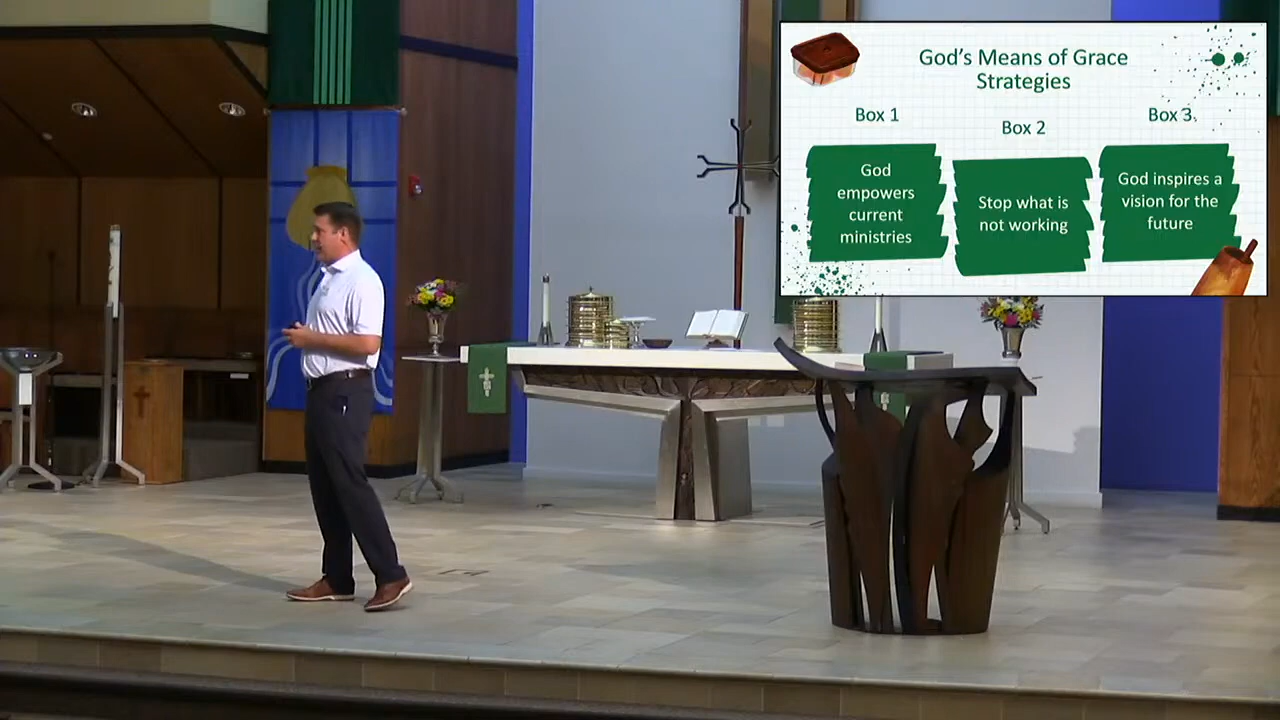 God's Means of Grace
Strategies
Box 1
Box 2
Box 3
God
empowers
current
ministries
Stop what is
not working
God inspires a
vision for the
future